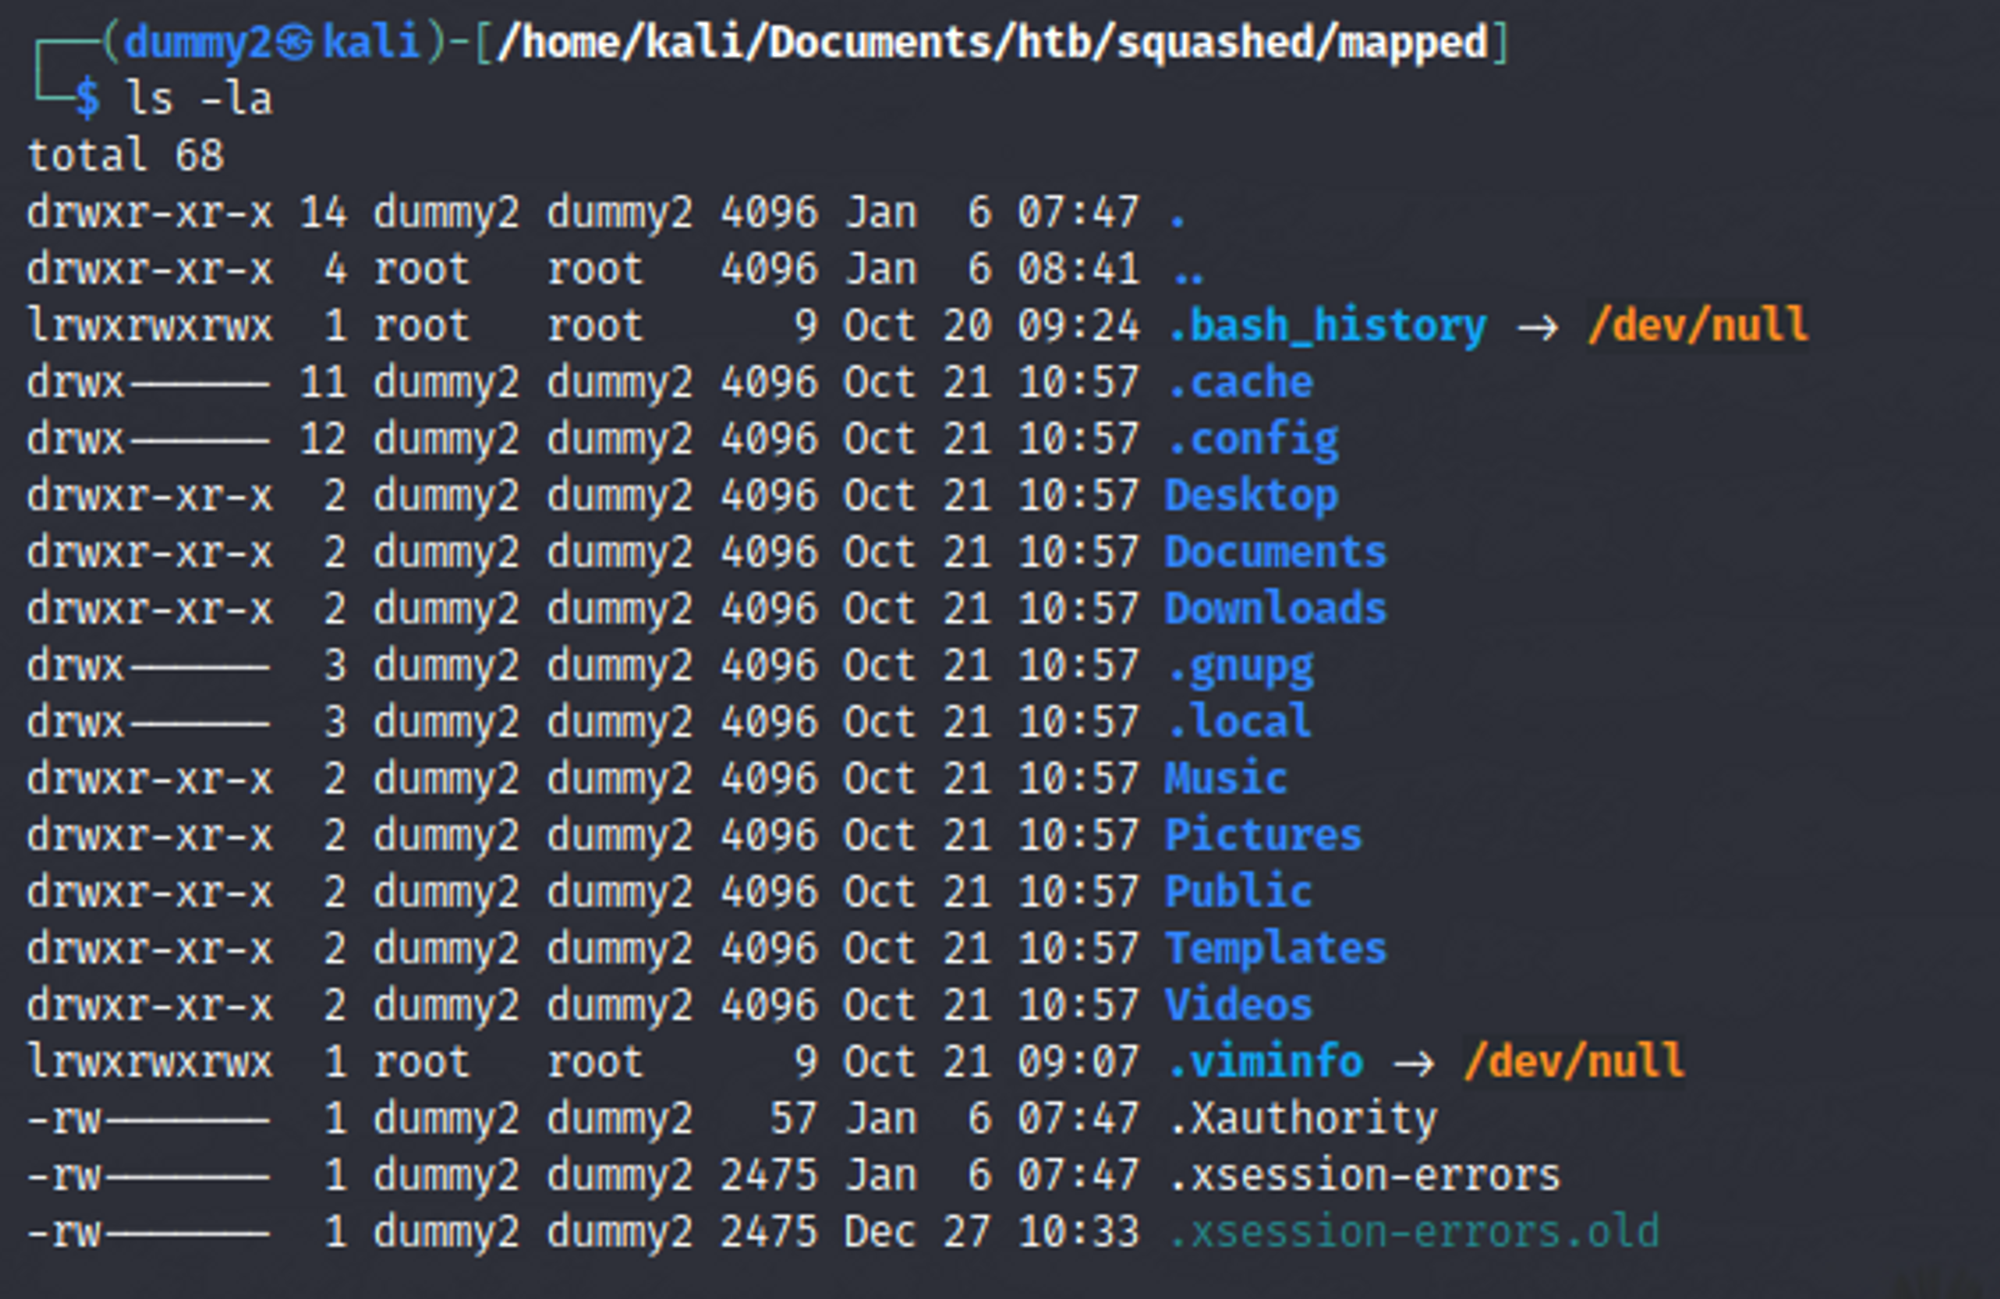 ┌──(dummy2㉿kali)-[/home/kali/Documents/htb/squashed/mapped]
└─$ ls -la
total 68
drwxr-xr-x 14 dummy2 dummy2 4096 Jan  6 07:47 .
drwxr-xr-x  4 root   root   4096 Jan  6 08:41 ..
lrwxrwxrwx  1 root   root      9 Oct 20 09:24 .bash_history → /dev/null
drwx------ 11 dummy2 dummy2 4096 Oct 21 10:57 .cache
drwx------ 12 dummy2 dummy2 4096 Oct 21 10:57 .config
drwxr-xr-x  2 dummy2 dummy2 4096 Oct 21 10:57 Desktop
drwxr-xr-x  2 dummy2 dummy2 4096 Oct 21 10:57 Documents
drwxr-xr-x  2 dummy2 dummy2 4096 Oct 21 10:57 Downloads
drwx------  3 dummy2 dummy2 4096 Oct 21 10:57 .gnupg
drwx------  3 dummy2 dummy2 4096 Oct 21 10:57 .local
drwxr-xr-x  2 dummy2 dummy2 4096 Oct 21 10:57 Music
drwxr-xr-x  2 dummy2 dummy2 4096 Oct 21 10:57 Pictures
drwxr-xr-x  2 dummy2 dummy2 4096 Oct 21 10:57 Public
drwxr-xr-x  2 dummy2 dummy2 4096 Oct 21 10:57 Templates
drwxr-xr-x  2 dummy2 dummy2 4096 Oct 21 10:57 Videos
lrwxrwxrwx  1 root   root      9 Oct 21 09:07 .viminfo → /dev/null
-rw-------  1 dummy2 dummy2   57 Jan  6 07:47 .Xauthority
-rw-------  1 dummy2 dummy2 2475 Jan  6 07:47 .xsession-errors
-rw-------  1 dummy2 dummy2 2475 Dec 27 10:33 .xsession-errors.old